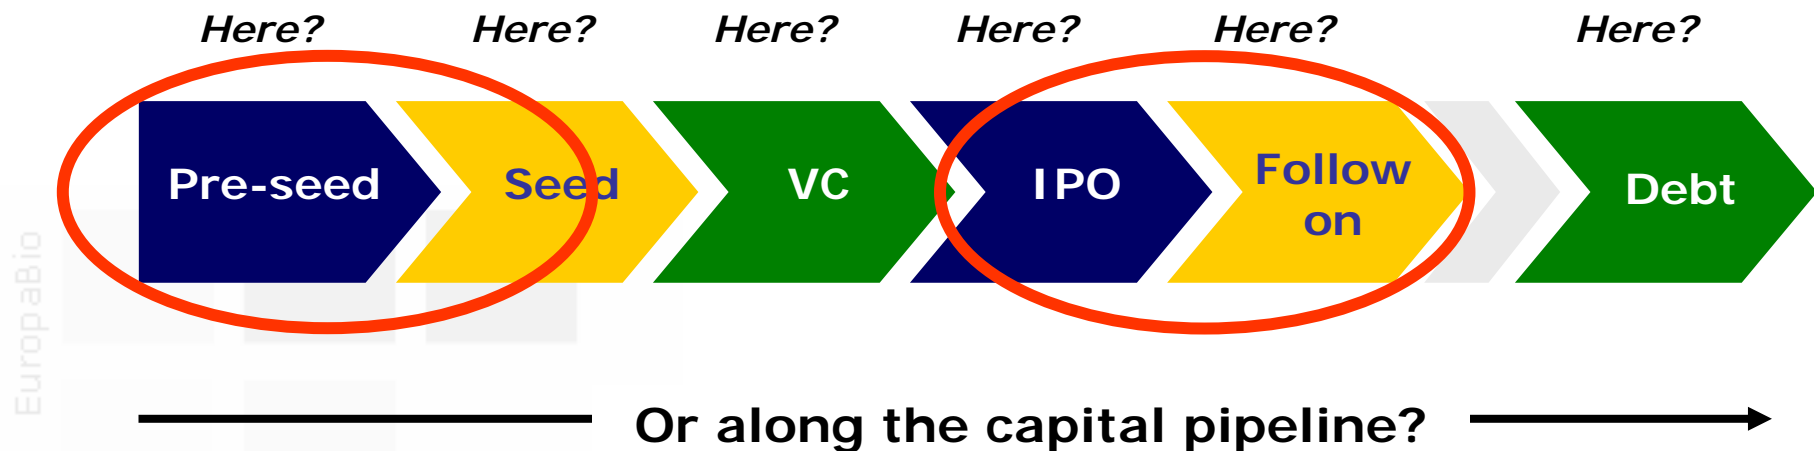 Here? Here? Here? Here? Here? Here?
Pre-seed Seed VC IPO Follow on Debt
EuropaBio
Or along the capital pipeline?